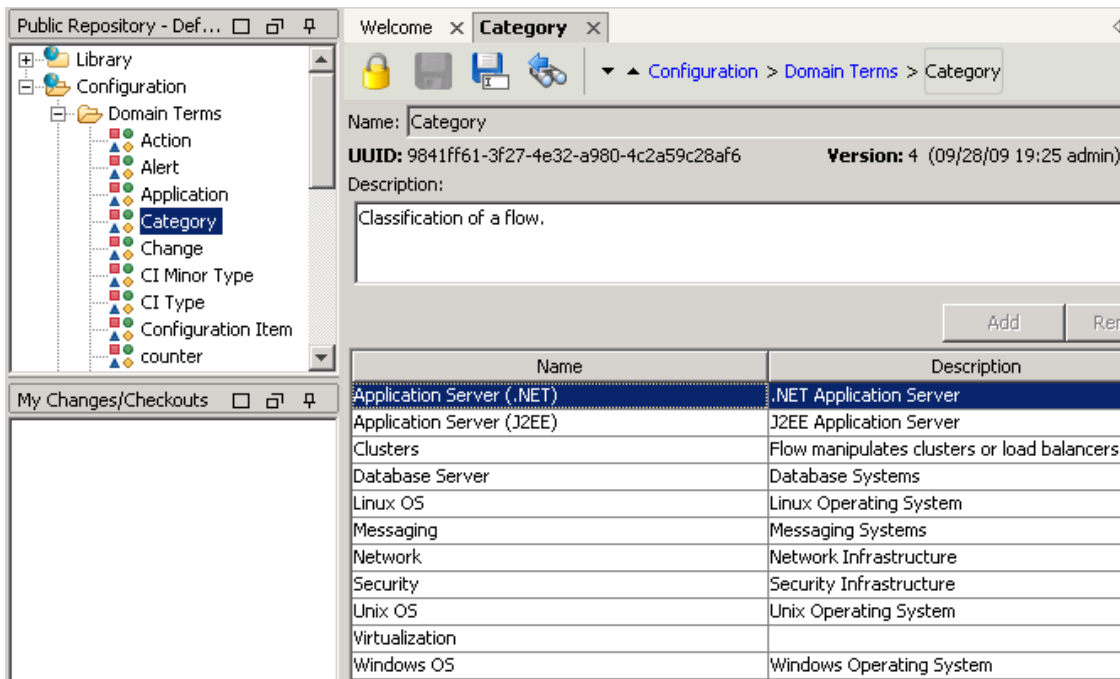 Public Repository - Def...
Library
Configuration
Domain Terms
Action
Alert
Application
Category
Change
CI Minor Type
CI Type
Configuration Item
counter
My Changes/Checkouts
Welcome
Category
Configuration > Domain Terms > Category
Name: Category
UUID: 9841ff61-3f27-4e32-a980-4c2a59c28af6 Version: 4 (09/28/09 19:25 admin)
Description:
Classification of a flow.
Add Rer
Name Description
Application Server (.NET) .NET Application Server
Application Server (J2EE) J2EE Application Server
Clusters Flow manipulates clusters or load balancers
Database Server Database Systems
Linux OS Linux Operating System
Messaging Messaging Systems
Network Network Infrastructure
Security Security Infrastructure
Unix OS Unix Operating System
Virtualization
Windows OS Windows Operating System